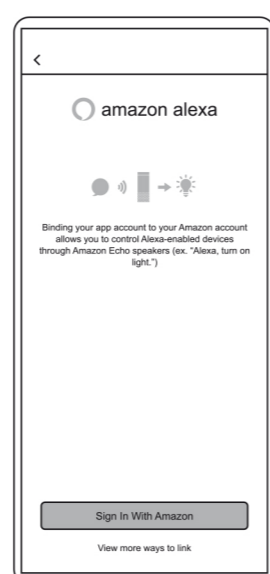 amazon alexa
Binding your app account to your Amazon account
allows you to control Alexa-enabled devices
through Amazon Echo speakers (ex. “Alexa, turn on
light.”)
Sign In With Amazon
View more ways to link